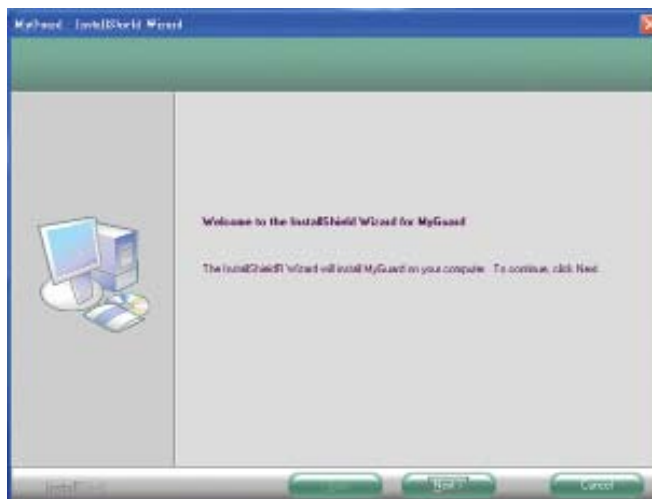 MyGuard - InstallShield Wizard
Welcome to the InstallShield Wizard for MyGuard
The InstallShieldR Wizard will install MyGuard on your computer. To continue, click Next.
InstallShield
Next >
Cancel